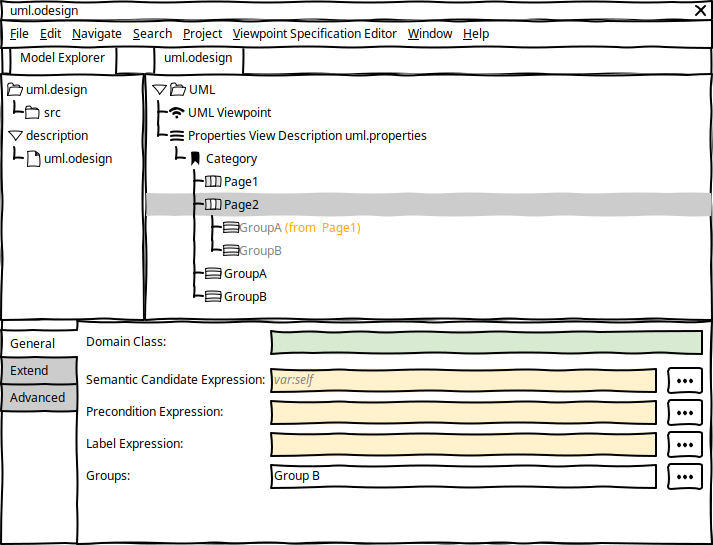 uml.odesign
File Edit Navigate Search Project Viewpoint Specification Editor Window Help
Model Explorer
uml.odesign
uml.design
src
description
uml.odesign
UML
UML Viewpoint
Properties View Description uml.properties
Category
Page1
Page2
GroupA (from Page1)
GroupB
GroupA
GroupB
General
Extend
Advanced
Domain Class:
Semantic Candidate Expression: var:self
Precondition Expression:
Label Expression:
Groups: Group B